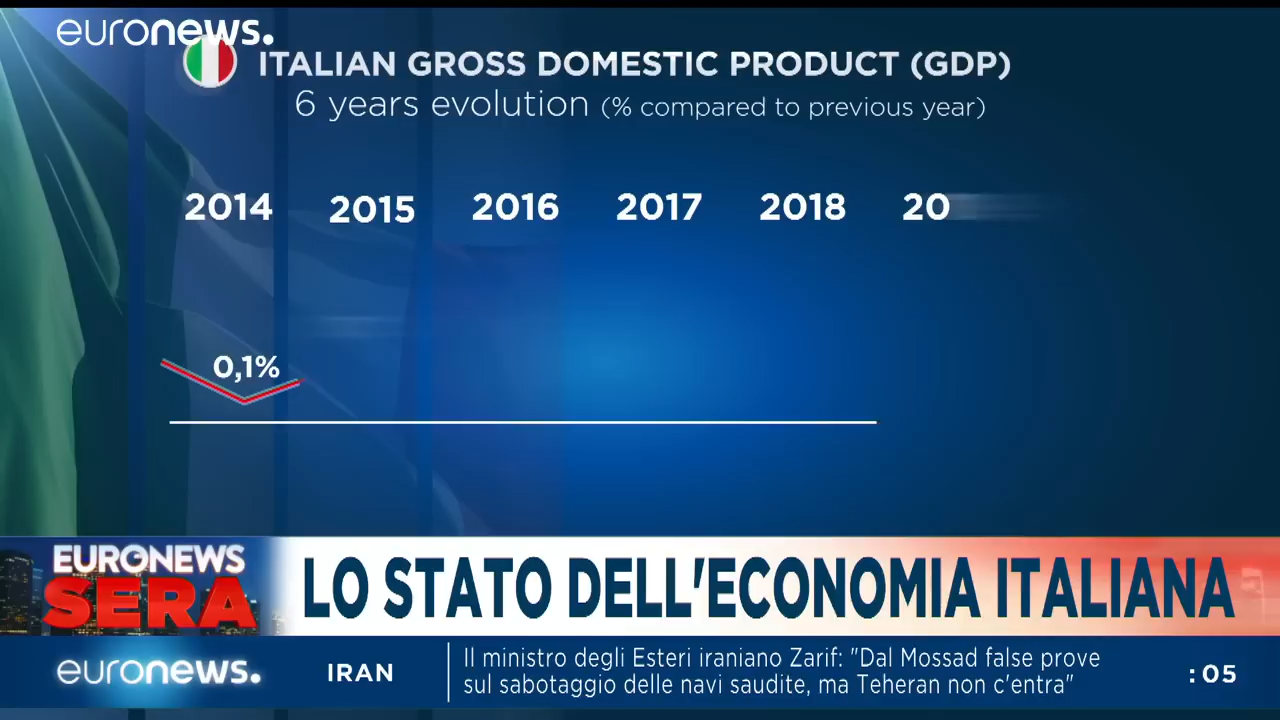 euronews.
ITALIAN GROSS DOMESTIC PRODUCT (GDP)
6 years evolution (% compared to previous year)
2014 2015 2016 2017 2018 20
0,1%
EURONEWS
SERA
LO STATO DELL'ECONOMIA ITALIANA
euronews.
IRAN
Il ministro degli Esteri iraniano Zarif: "Dal Mossad false prove
sul sabotaggio delle navi saudite, ma Teheran non c'entra"
:05